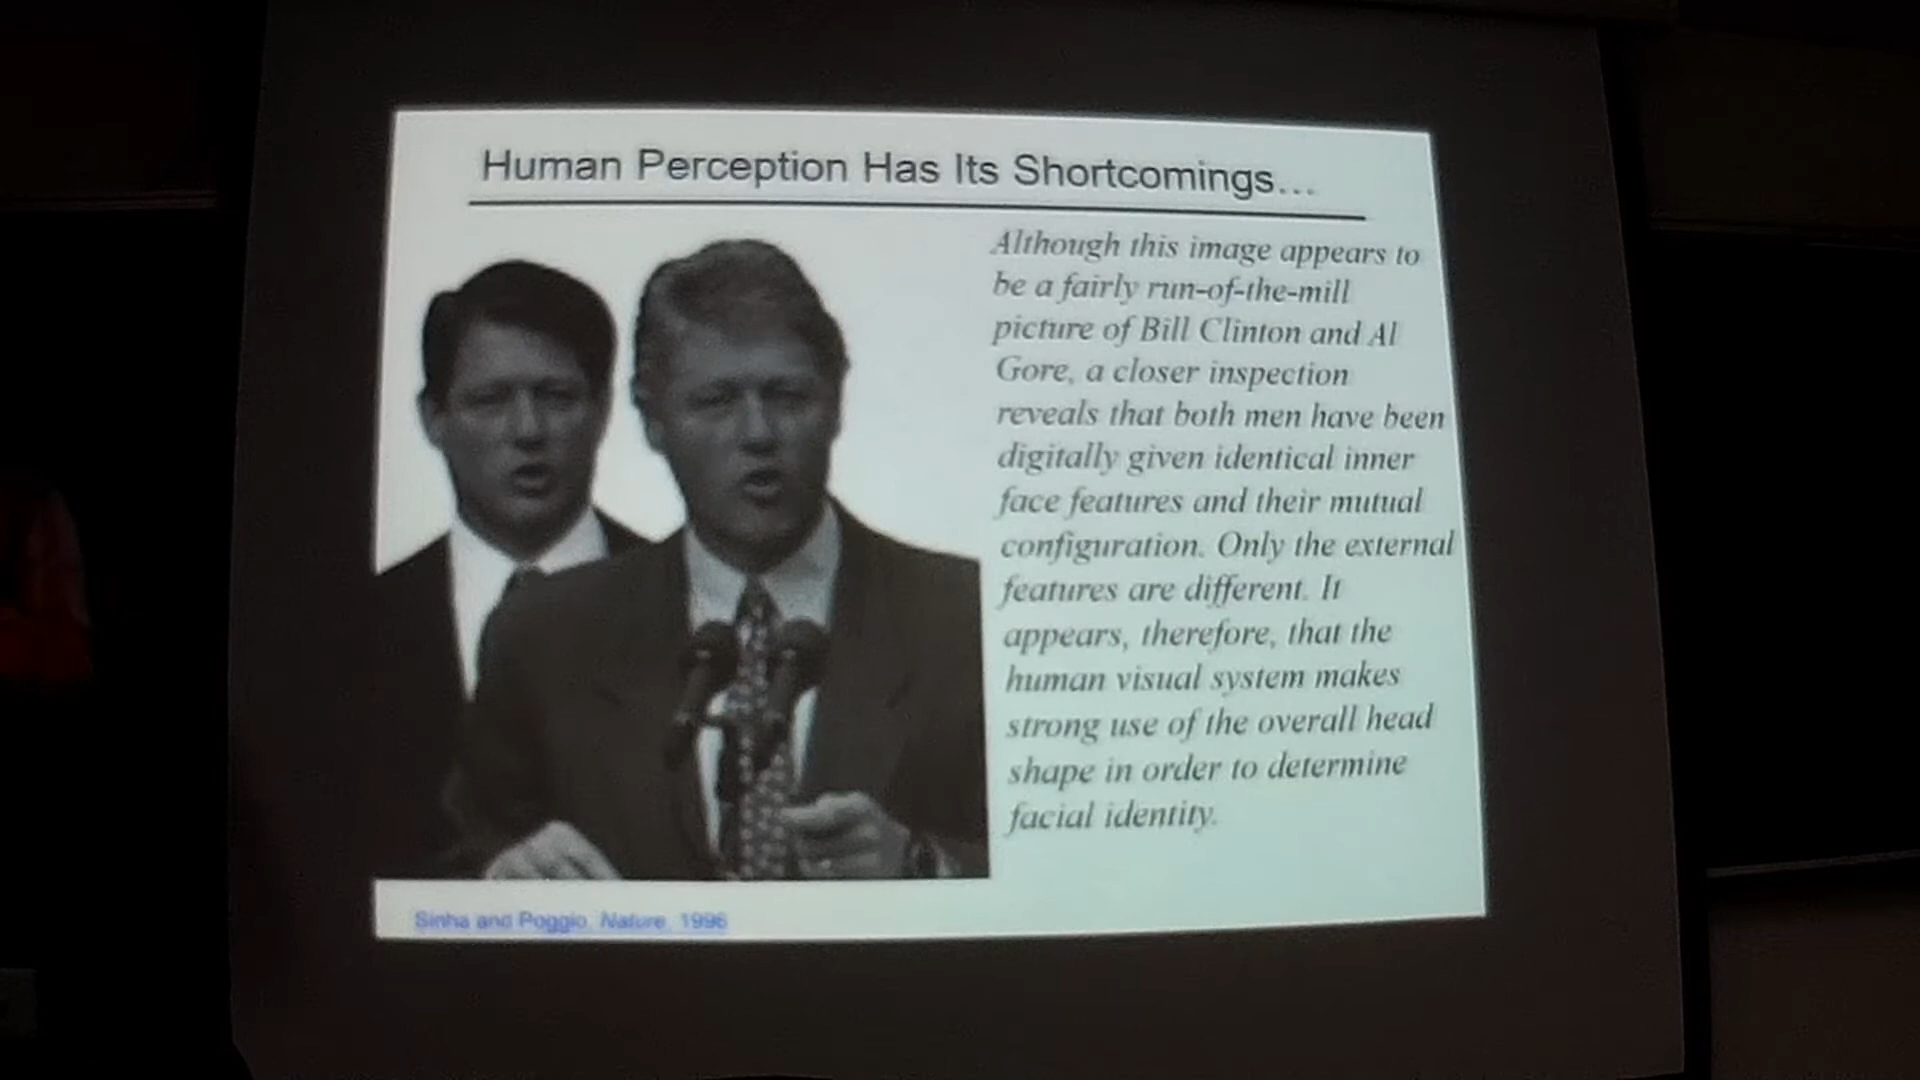 Human Perception Has Its Shortcomings...
Although this image appears to
be a fairly run-of-the-mill
picture of Bill Clinton and Al
Gore, a closer inspection
reveals that both men have been
digitally given identical inner
face features and their mutual
configuration. Only the external
features are different. It
appears, therefore, that the
human visual system makes
strong use of the overall head
shape in order to determine
facial identity.
Sinha and Poggio, Nature, 1996